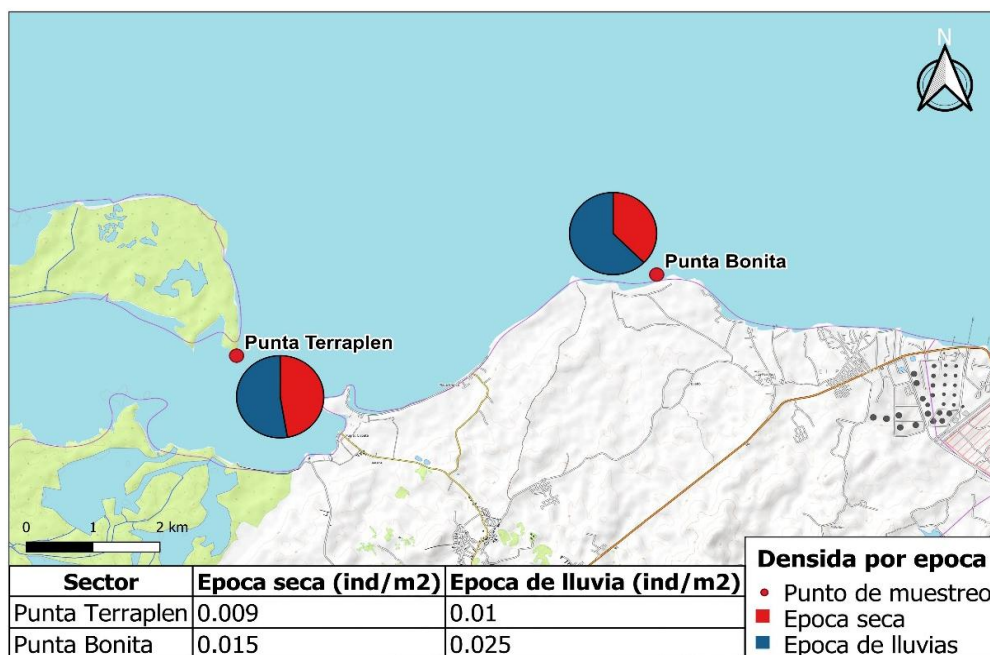 N
Punta Bonita
Punta Terraplen
0 1 2 km
Sector Epoca seca (ind/m2) Epoca de lluvia (ind/m2)
Punta Terraplen 0.009 0.01
Punta Bonita 0.015 0.025
Densida por epoca
Punto de muestreo
Epoca seca
Epoca de lluvias